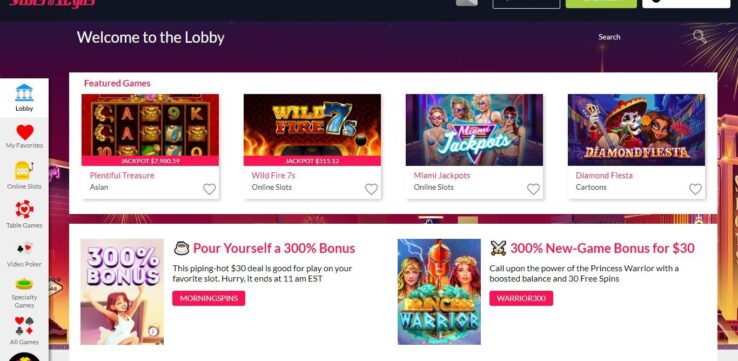 Welcome to the Lobby
Search
Lobby
My Favorites
Online Slots
Table Games
Video Poker
Specialty
Games
All Games
Featured Games
JACKPOT $7,980.59
Plentiful Treasure
Asian
WILD
FIRE 7s
JACKPOT $515.12
Wild Fire 7s
Online Slots
Miami
Jackpots
Miami Jackpots
Online Slots
DIAMOND FIESTA
Diamond Fiesta
Cartoons
300%
BONUS
Pour Yourself a 300% Bonus
This piping-hot $30 deal is good for play on your
favorite slot. Hurry, it ends at 11 am EST
MORNINGSPINS
PRINCESS
WARRIOR
300% New-Game Bonus for $30
Call upon the power of the Princess Warrior with a
boosted balance and 30 Free Spins
WARRIOR300